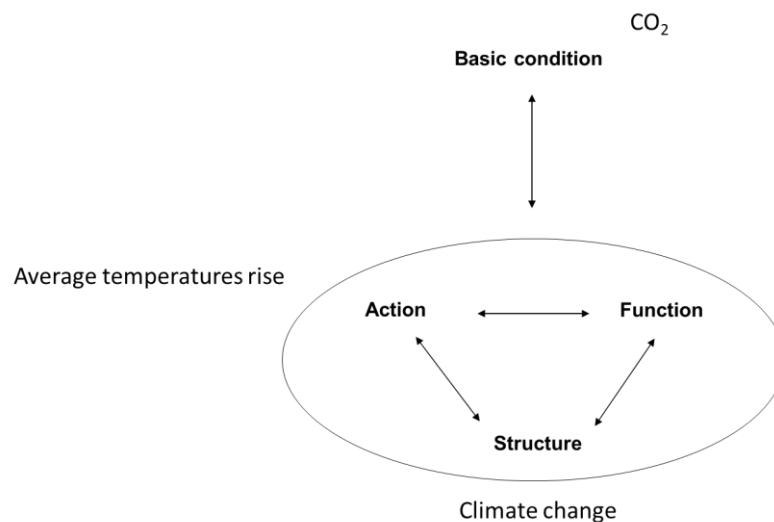 CO₂
Basic condition
Average temperatures rise
Action
Function
Structure
Climate change